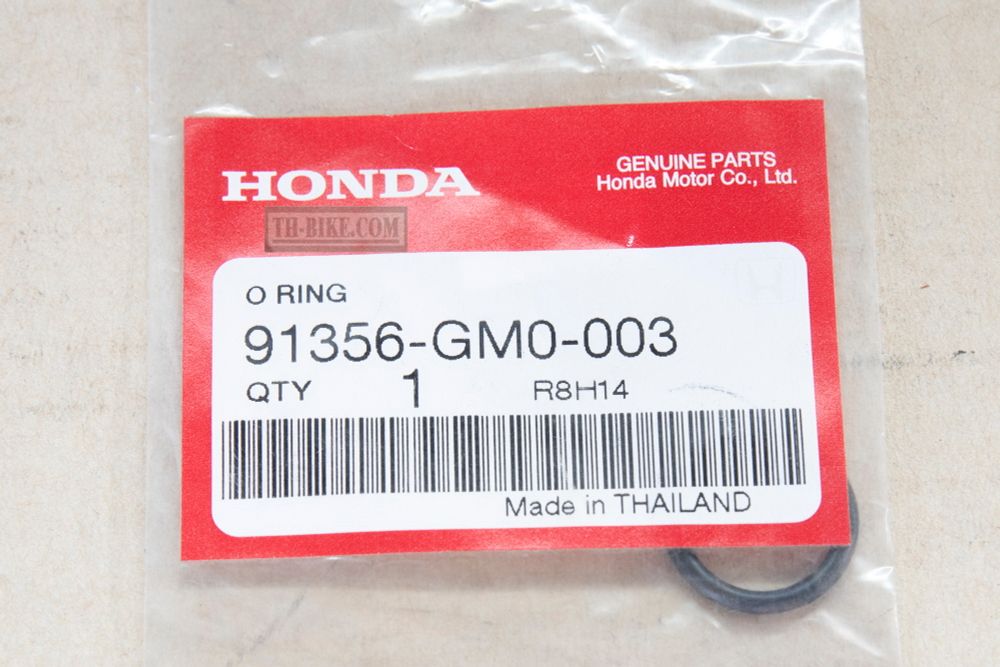 HONDA
GENUINE PARTS
Honda Motor Co., Ltd.
TH-BIKE.COM
O RING
91356-GM0-003
QTY 1 R8H14
Made in THAILAND